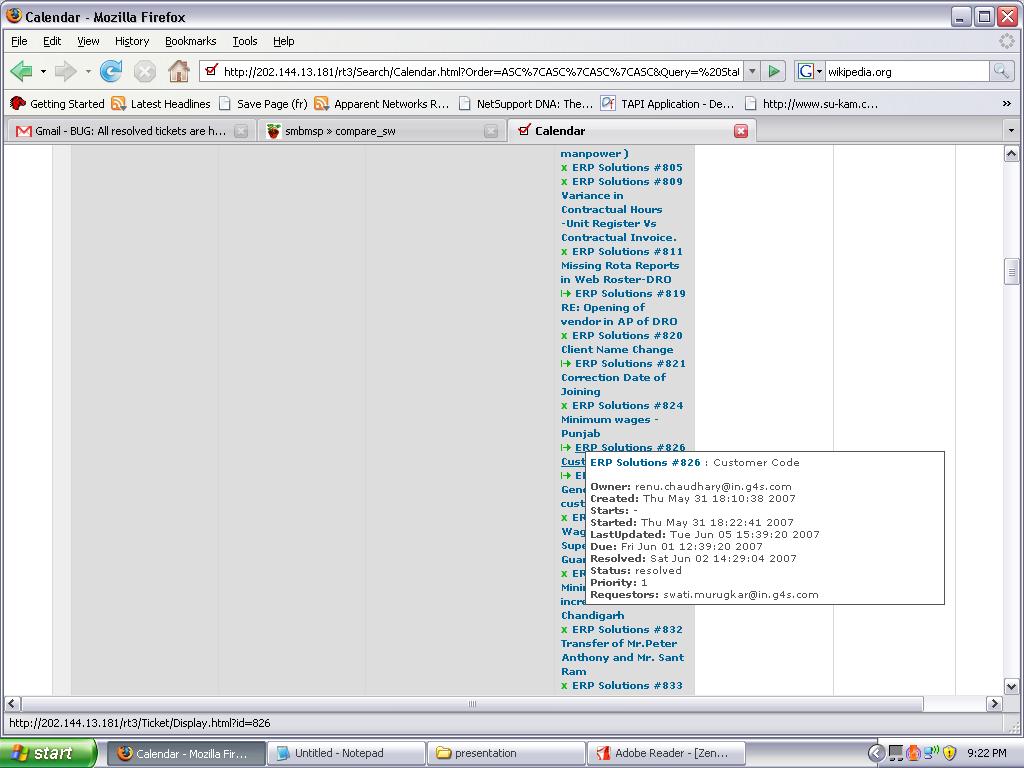 Calendar - Mozilla Firefox
File Edit View History Bookmarks Tools Help
http://202.144.13.181/rt3/Search/Calendar.html?Order=ASC%7CASC%7CASC%7CASC&Query=%20Stat
G wikipedia.org
Getting Started Latest Headlines Save Page (fr) Apparent Networks R... NetSupport DNA: The... TAPI Application - De... http://www.su-kam.c... »
Gmail - BUG: All resolved tickets are h... smbmsp » compare_sw Calendar
manpower )
x ERP Solutions #805
x ERP Solutions #809
Variance in
Contractual Hours
-Unit Register Vs
Contractual Invoice.
x ERP Solutions #811
Missing Rota Reports
in Web Roster-DRO
ERP Solutions #819
RE: Opening of
vendor in AP of DRO
x ERP Solutions #820
Client Name Change
ERP Solutions #821
Correction Date of
Joining
x ERP Solutions #824
Minimum wages -
Punjab
ERP Solutions #826
Cust
ERP Solutions #826 : Customer Code
Owner: renu.chaudhary@in.g4s.com
Created: Thu May 31 18:10:38 2007
Starts: -
Started: Thu May 31 18:22:41 2007
LastUpdated: Tue Jun 05 15:39:20 2007
Due: Fri Jun 01 12:39:20 2007
Resolved: Sat Jun 02 14:29:04 2007
Status: resolved
Priority: 1
Requestors: swati.murugkar@in.g4s.com
E
Gene
cust
x ER
Wag
Supe
Guar
x ER
Mini
incre
Chandigarh
x ERP Solutions #832
Transfer of Mr.Peter
Anthony and Mr. Sant
Ram
x ERP Solutions #833
http://202.144.13.181/rt3/Ticket/Display.html?id=826
start Calendar - Mozilla Fir... Untitled - Notepad presentation Adobe Reader - [Zen... 9:22 PM